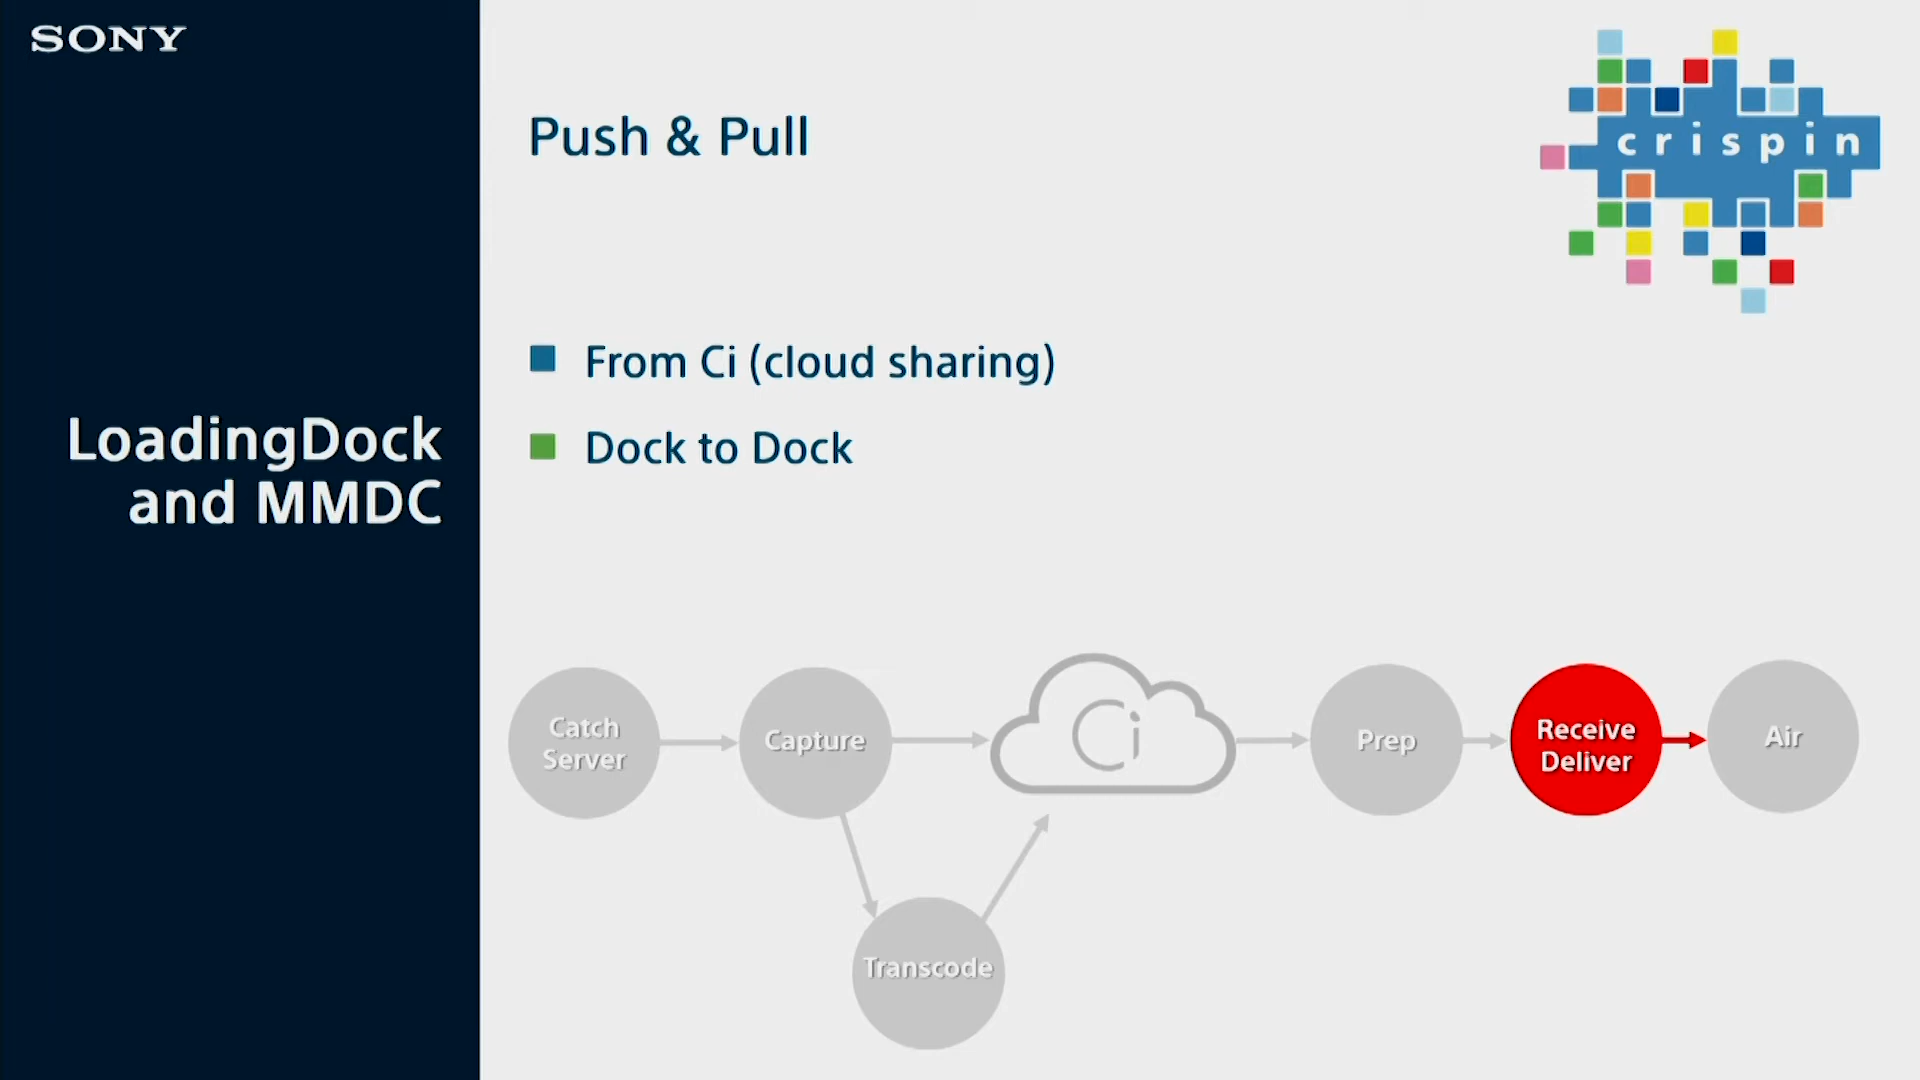 SONY
crispin
Push & Pull
From Ci (cloud sharing)
Dock to Dock
LoadingDock
and MMDC
Catch
Server
Capture
Ci
Prep
Receive
Deliver
Air
Transcode